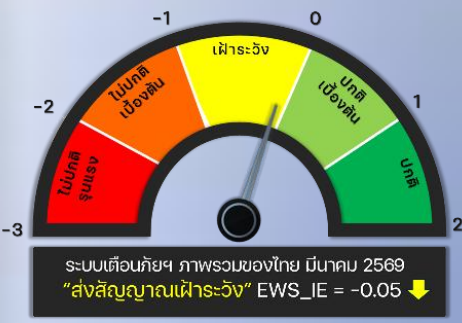 -3
-2
-1
0
1
2
ไม่ปกติ
รุนแรง
ไม่ปกติ
เบื้องต้น
เฝ้าระวัง
ปกติ
เบื้องต้น
ปกติ
ระบบเตือนภัยฯ ภาพรวมของไทย มีนาคม 2569
“ส่งสัญญาณเฝ้าระวัง” EWS_IE = -0.05